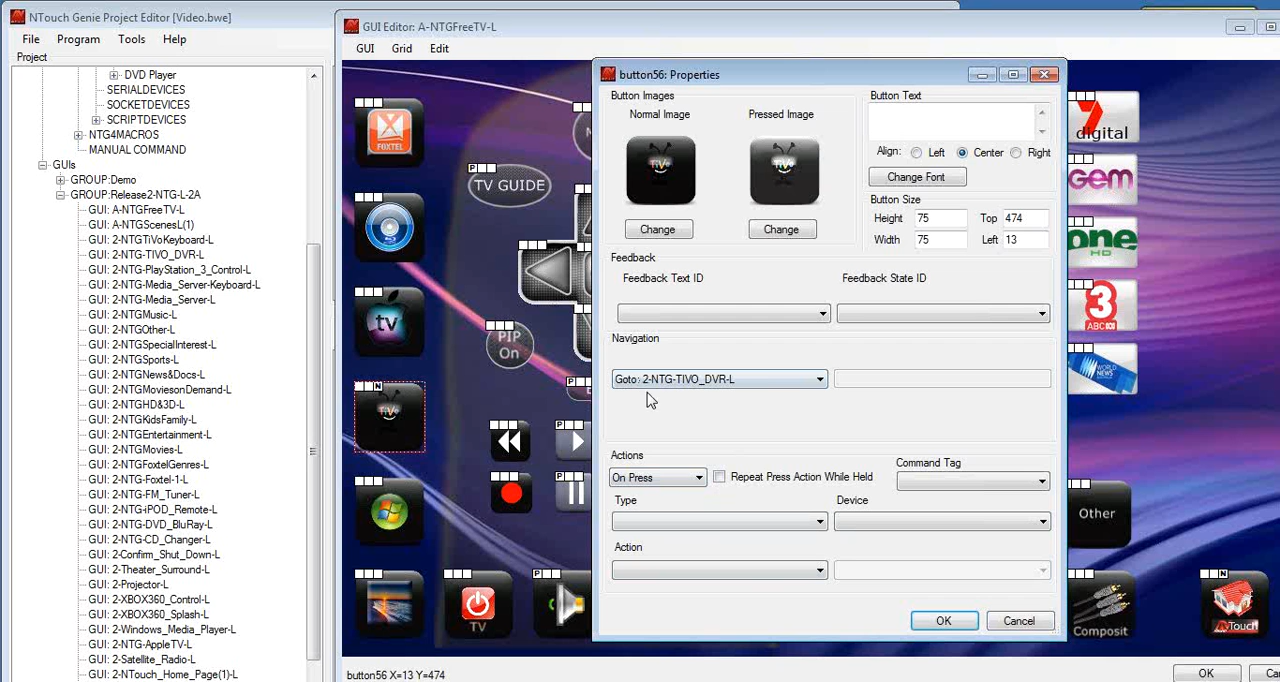 NTouch Genie Project Editor [Video.bwe]
File Program Tools Help
Project
DVD Player
SERIALDEVICES
SOCKETDEVICES
SCRIPTDEVICES
NTG4MACROS
MANUAL COMMAND
GUIs
GROUP:Demo
GROUP:Release2-NTG-L-2A
GUI: A-NTGFreeTV-L
GUI: A-NTGScenesL(1)
GUI: 2-NTGTiVoKeyboard-L
GUI: 2-NTG-TIVO_DVR-L
GUI: 2-NTG-PlayStation_3_Control-L
GUI: 2-NTG-Media_Server-Keyboard-L
GUI: 2-NTG-Media_Server-L
GUI: 2-NTGMusic-L
GUI: 2-NTGOther-L
GUI: 2-NTGSpecialInterest-L
GUI: 2-NTGSports-L
GUI: 2-NTGNews&Docs-L
GUI: 2-NTGMoviesonDemand-L
GUI: 2-NTGHD&3D-L
GUI: 2-NTGKidsFamily-L
GUI: 2-NTGEntertainment-L
GUI: 2-NTGMovies-L
GUI: 2-NTGFoxtelGenres-L
GUI: 2-NTG-Foxtel-1-L
GUI: 2-NTG-FM_Tuner-L
GUI: 2-NTG+iPOD_Remote-L
GUI: 2-NTG-DVD_BluRay-L
GUI: 2-NTG-CD_Changer-L
GUI: 2-Confirm_Shut_Down-L
GUI: 2-Theater_Surround-L
GUI: 2-Projector-L
GUI: 2-XBOX360_Control-L
GUI: 2-XBOX360_Splash-L
GUI: 2-Windows_Media_Player-L
GUI: 2-NTG-AppleTV-L
GUI: 2-Satellite_Radio-L
GUI: 2-NTouch_Home_Page(1)-L
GUI Editor: A-NTGFreeTV-L
GUI Grid Edit
FOXTEL
tv
TiVo
P
TV GUIDE
PIP
On
P
N
P
P
TV
P
button56 X=13 Y=474
button56: Properties
Button Images
Normal Image Pressed Image
TiVo TiVo
Change Change
Button Text
Align: Left Center Right
Change Font
Button Size
Height 75 Top 474
Width 75 Left 13
Feedback
Feedback Text ID Feedback State ID
Navigation
Goto: 2-NTG-TIVO_DVR-L
Actions
On Press Repeat Press Action While Held Command Tag
Type Device
Action
OK Cancel
7
digital
Gem
one
HD
3
ABC
WORLD
NEWS
Other
Composit
N
AvTouch
OK